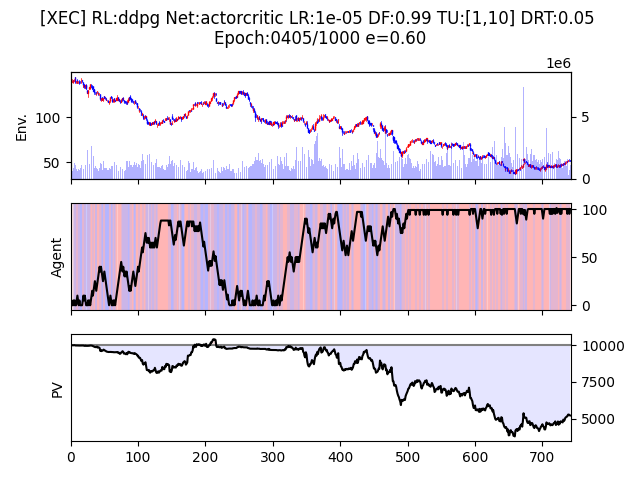 [XEC] RL:ddpg Net:actorcritic LR:1e-05 DF:0.99 TU:[1,10] DRT:0.05
Epoch:0405/1000 e=0.60
1e6
Env.
100
50
5
0
Agent
100
50
0
PV
10000
7500
5000
0 100 200 300 400 500 600 700